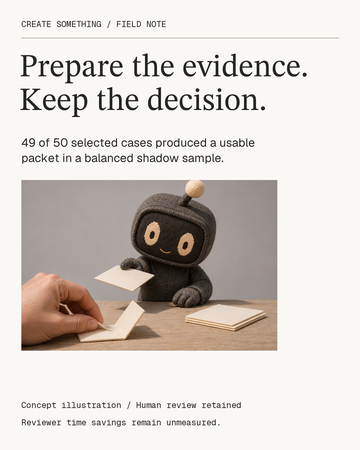 CREATE SOMETHING / FIELD NOTE
Prepare the evidence.
Keep the decision.
49 of 50 selected cases produced a usable
packet in a balanced shadow sample.
Concept illustration / Human review retained
Reviewer time savings remain unmeasured.